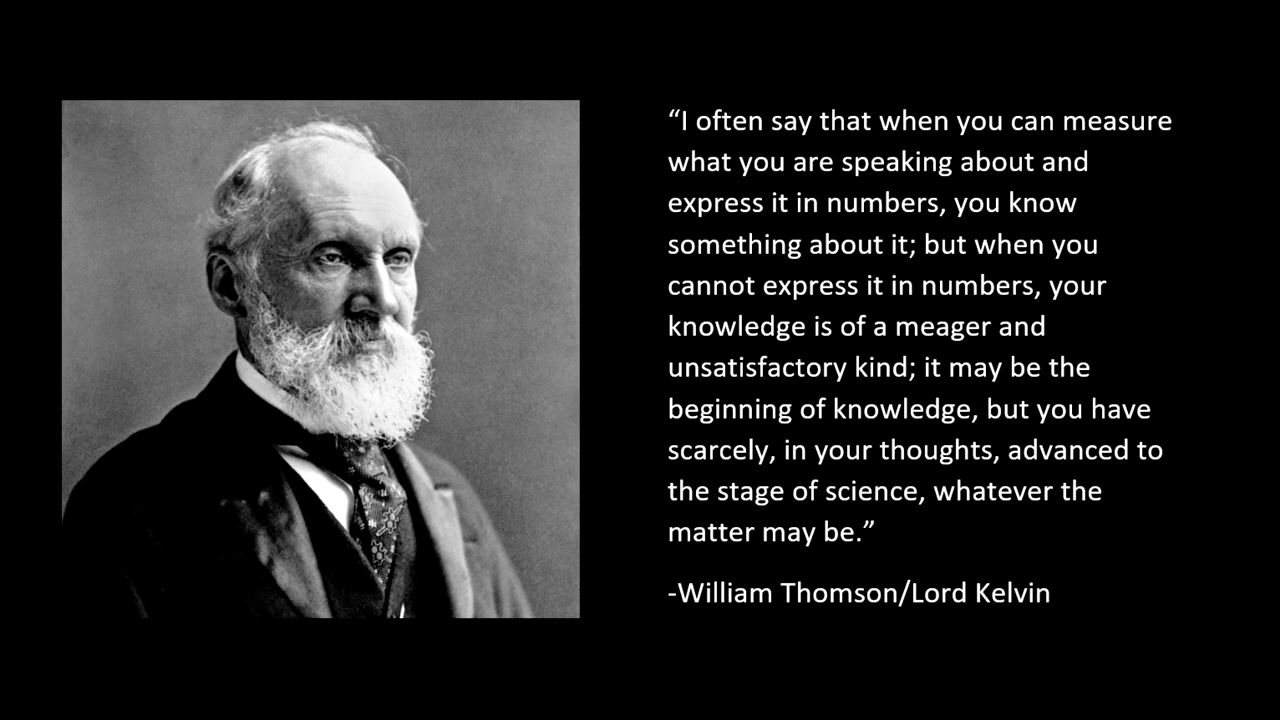 “I often say that when you can measure
what you are speaking about and
express it in numbers, you know
something about it; but when you
cannot express it in numbers, your
knowledge is of a meager and
unsatisfactory kind; it may be the
beginning of knowledge, but you have
scarcely, in your thoughts, advanced to
the stage of science, whatever the
matter may be.”
-William Thomson/Lord Kelvin